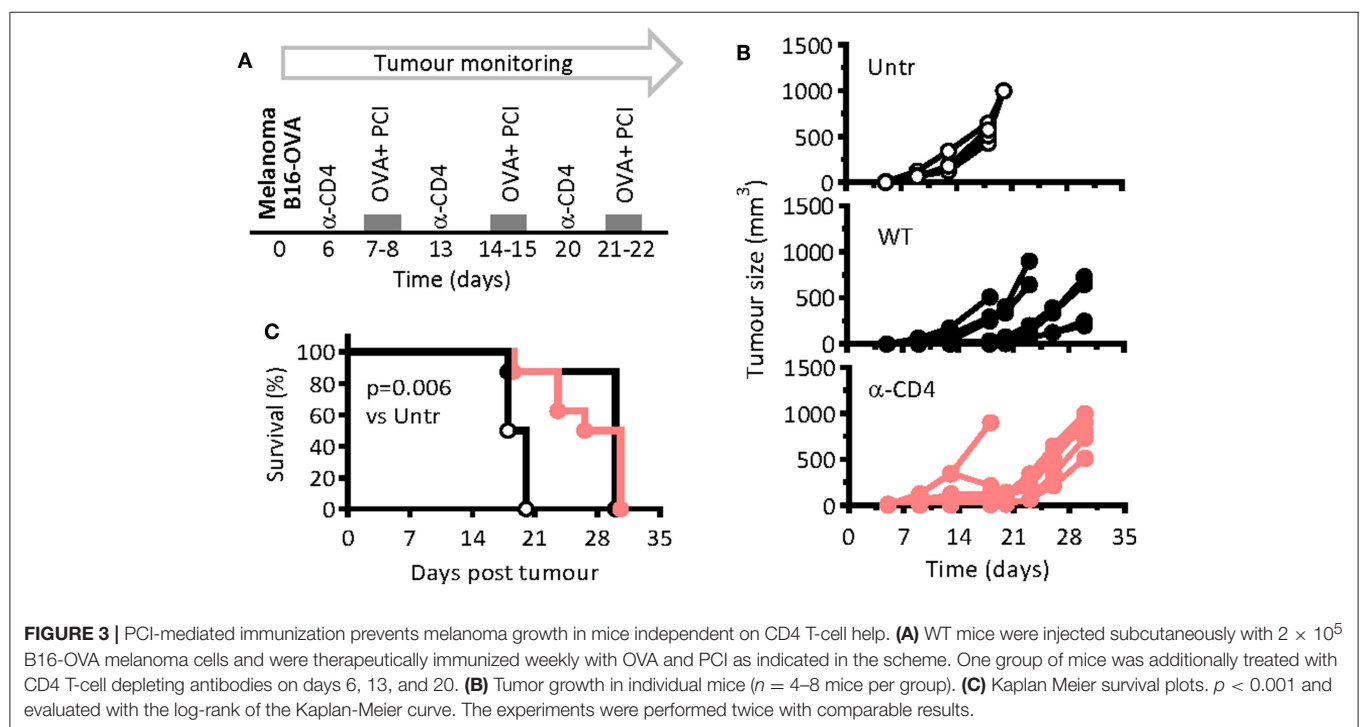 A
Tumour monitoring
Melanoma
B16-OVA
α-CD4
OVA+ PCI
α-CD4
OVA+ PCI
α-CD4
OVA+ PCI
0 6 7-8 13 14-15 20 21-22
Time (days)
B
Tumour size (mm³)
Untr
1500
1000
500
0
WT
1500
1000
500
0
α-CD4
1500
1000
500
0
0 7 14 21 28 35
Time (days)
C
Survival (%)
100
80
60
40
20
0
p=0.006
vs Untr
0 7 14 21 28 35
Days post tumour
FIGURE 3 | PCI-mediated immunization prevents melanoma growth in mice independent on CD4 T-cell help. (A) WT mice were injected subcutaneously with 2 × 10⁵
B16-OVA melanoma cells and were therapeutically immunized weekly with OVA and PCI as indicated in the scheme. One group of mice was additionally treated with
CD4 T-cell depleting antibodies on days 6, 13, and 20. (B) Tumor growth in individual mice (n = 4–8 mice per group). (C) Kaplan Meier survival plots. p < 0.001 and
evaluated with the log-rank of the Kaplan-Meier curve. The experiments were performed twice with comparable results.